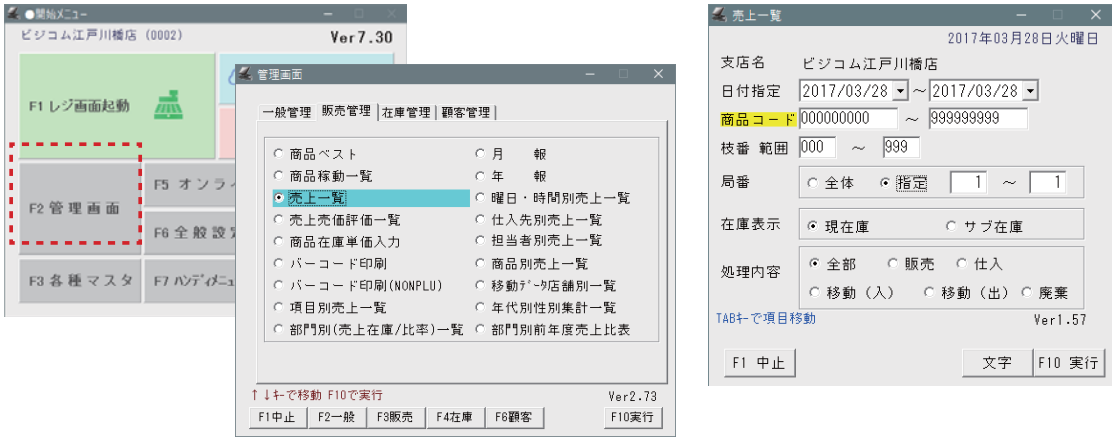 ●開始メニュー
ビジコム江戸川橋店 (0002) Ver7.30
F1 レジ画面起動
F2 管理画面
F5 オンラ
F6 全般設
F3 各種マスタ
F7 ハンディメニュ
管理画面
一般管理 販売管理 在庫管理 顧客管理
商品ベスト 月 報
商品稼動一覧 年 報
売上一覧 曜日・時間別売上一覧
売上売価評価一覧 仕入先別売上一覧
商品在庫単価入力 担当者別売上一覧
バーコード印刷 商品別売上一覧
バーコード印刷(NONPLU) 移動データ店舗別一覧
項目別売上一覧 年代別性別集計一覧
部門別(売上在庫/比率)一覧 部門別前年度売上比表
↑↓キーで移動 F10で実行 Ver2.73
F1中止 F2一般 F3販売 F4在庫 F6顧客 F10実行
売上一覧
2017年03月28日火曜日
支店名 ビジコム江戸川橋店
日付指定 2017/03/28 ～ 2017/03/28
商品コード 000000000 ～ 999999999
枝番 範囲 000 ～ 999
局番 全体 指定 1 ～ 1
在庫表示 現在庫 サブ在庫
処理内容 全部 販売 仕入
移動（入） 移動（出） 廃棄
TABキーで項目移動 Ver1.57
F1 中止 文字 F10 実行